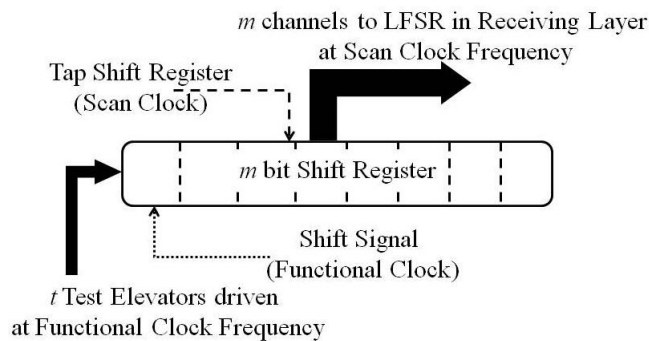 m channels to LFSR in Receiving Layer
at Scan Clock Frequency
Tap Shift Register
(Scan Clock)
m bit Shift Register
Shift Signal
(Functional Clock)
t Test Elevators driven
at Functional Clock Frequency